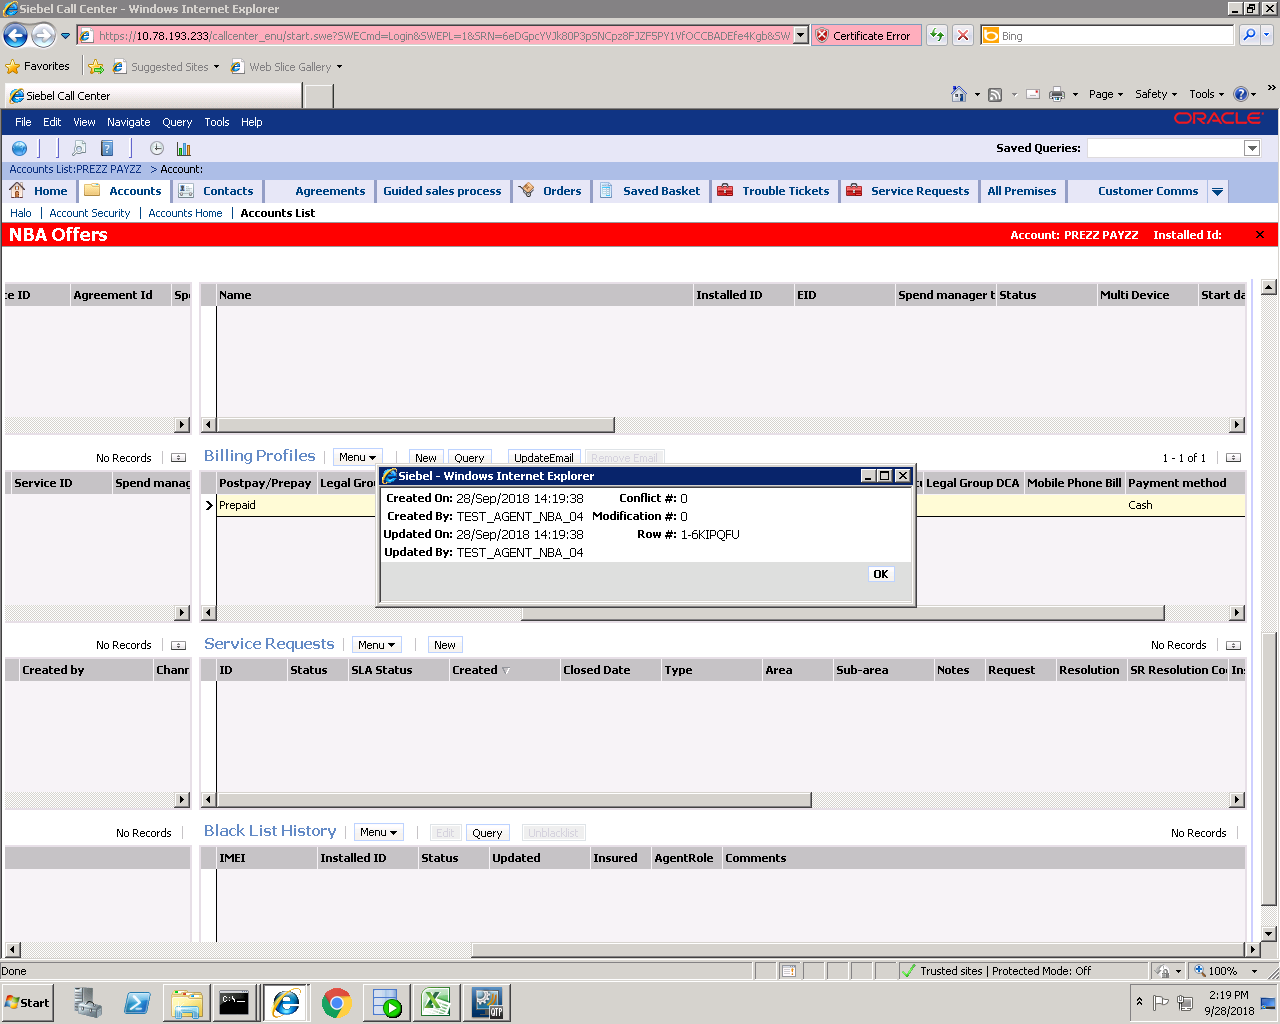 Siebel Call Center - Windows Internet Explorer
https://10.78.193.233/callcenter_enu/start.swe?SWECmd=Login&SWEPL=1&SRN=6eDGpcYVJk80P3pSNCpz8FJZF5PY1VfOCCBADEfe4Kgb&SW Certificate Error Bing
Favorites Suggested Sites Web Slice Gallery
Siebel Call Center Page Safety Tools
File Edit View Navigate Query Tools Help ORACLE
Saved Queries:
Accounts List:PREZZ PAYZZ > Account:
Home Accounts Contacts Agreements Guided sales process Orders Saved Basket Trouble Tickets Service Requests All Premises Customer Comms
Halo Account Security Accounts Home Accounts List
NBA Offers Account: PREZZ PAYZZ Installed Id:
ce ID Agreement Id Spe Name Installed ID EID Spend manager t Status Multi Device Start da
No Records Billing Profiles Menu New Query UpdateEmail Remove Email 1 - 1 of 1
Service ID Spend manag Postpay/Prepay Legal Grou Legal Group DCA Mobile Phone Bill Payment method
Prepaid Cash
Siebel - Windows Internet Explorer
Created On: 28/Sep/2018 14:19:38 Conflict #: 0
Created By: TEST_AGENT_NBA_04 Modification #: 0
Updated On: 28/Sep/2018 14:19:38 Row #: 1-6KIPQFU
Updated By: TEST_AGENT_NBA_04
OK
No Records Service Requests Menu New No Records
Created by Chann ID Status SLA Status Created Closed Date Type Area Sub-area Notes Request Resolution SR Resolution Co Ins
No Records Black List History Menu Edit Query Unblacklist No Records
IMEI Installed ID Status Updated Insured AgentRole Comments
Done Trusted sites | Protected Mode: Off 100%
Start C:\_ QTP 2:19 PM
9/28/2018